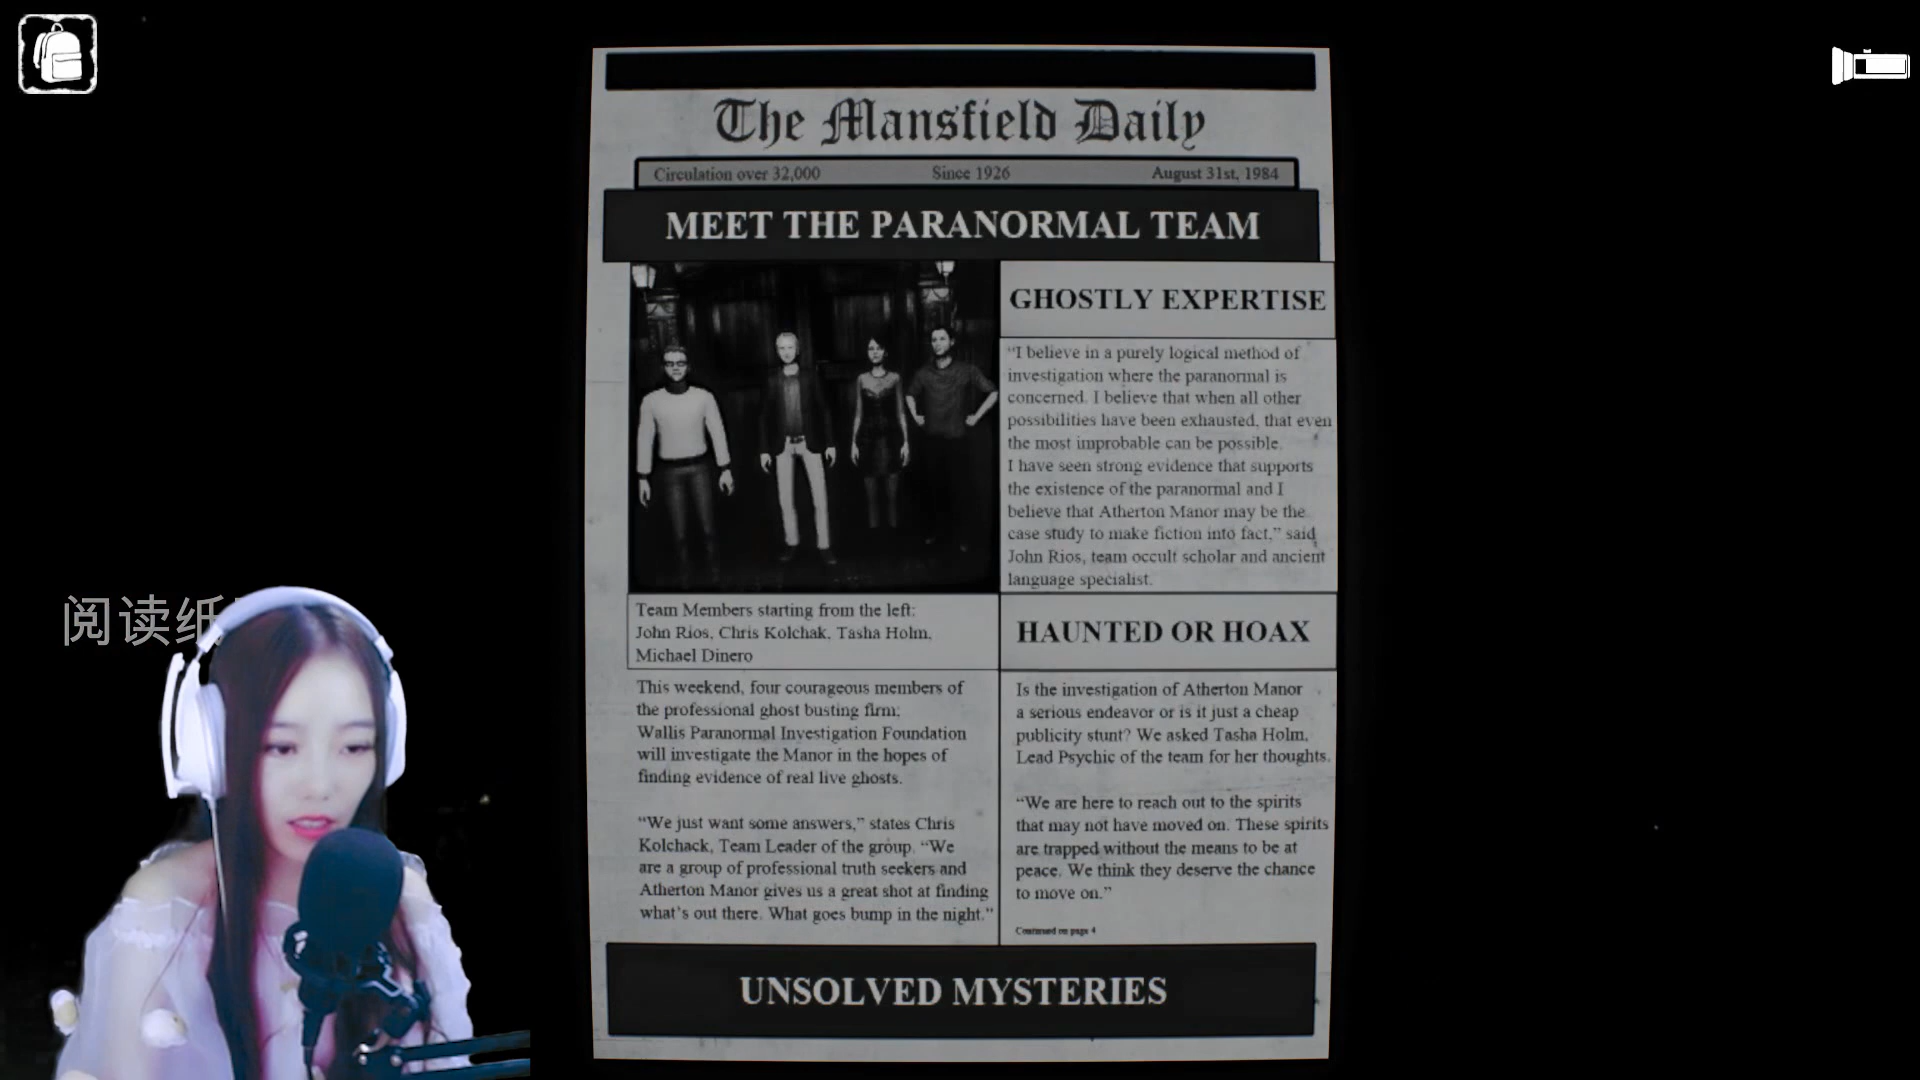 The Mansfield Daily
Circulation over 32,000 Since 1926 August 31st, 1984
MEET THE PARANORMAL TEAM
GHOSTLY EXPERTISE
“I believe in a purely logical method of
investigation where the paranormal is
concerned. I believe that when all other
possibilities have been exhausted, that even
the most improbable can be possible.
I have seen strong evidence that supports
the existence of the paranormal and I
believe that Atherton Manor may be the
case study to make fiction into fact,” said
John Rios, team occult scholar and ancient
language specialist.
Team Members starting from the left:
John Rios, Chris Kolchak, Tasha Holm,
Michael Dinero
This weekend, four courageous members of
the professional ghost busting firm;
Wallis Paranormal Investigation Foundation
will investigate the Manor in the hopes of
finding evidence of real live ghosts.
“We just want some answers,” states Chris
Kolchack, Team Leader of the group. “We
are a group of professional truth seekers and
Atherton Manor gives us a great shot at finding
what’s out there. What goes bump in the night.”
HAUNTED OR HOAX
Is the investigation of Atherton Manor
a serious endeavor or is it just a cheap
publicity stunt? We asked Tasha Holm,
Lead Psychic of the team for her thoughts.
“We are here to reach out to the spirits
that may not have moved on. These spirits
are trapped without the means to be at
peace. We think they deserve the chance
to move on.”
Continued on page 4
UNSOLVED MYSTERIES
阅读纸